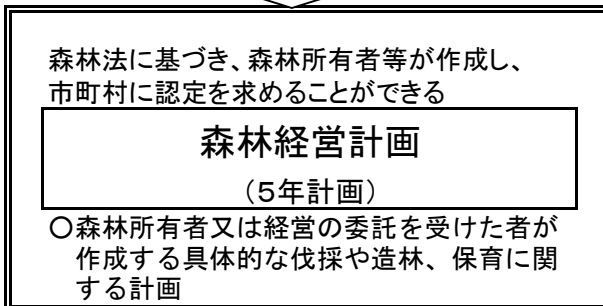 森林法に基づき、森林所有者等が作成し、
市町村に認定を求めることができる
森林経営計画
(5年計画)
○森林所有者又は経営の委託を受けた者が
作成する具体的な伐採や造林、保育に関
する計画